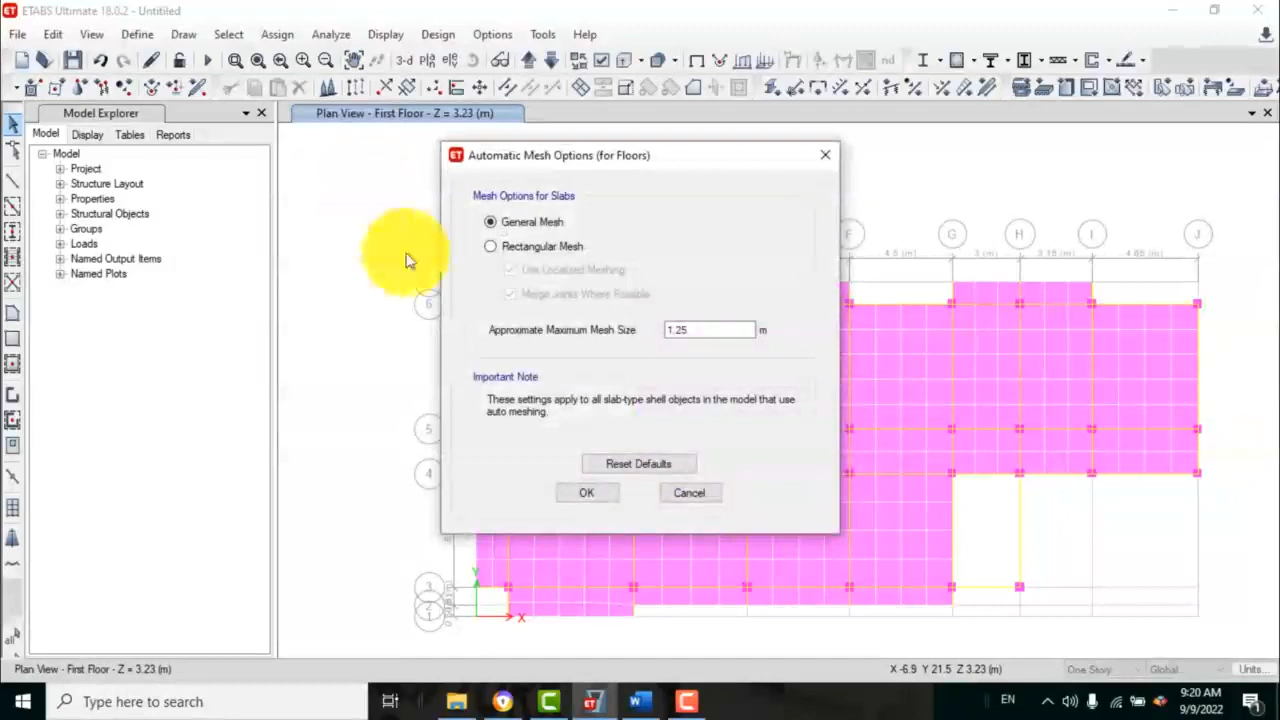 ETABS Ultimate 18.0.2 - Untitiled
File Edit View Define Draw Select Assign Analyze Display Design Options Tools Help
3-d
nd
Model Explorer
Plan View - First Floor - Z = 3.23 (m)
Model Display Tables Reports
Model
Project
Structure Layout
Properties
Structural Objects
Groups
Loads
Named Output Items
Named Plots
Automatic Mesh Options (for Floors)
Mesh Options for Slabs
General Mesh
Rectangular Mesh
Use Localized Meshing
Merge Joints Where Possible
Approximate Maximum Mesh Size 1.25 m
Important Note
These settings apply to all slab-type shell objects in the model that use
auto meshing.
Reset Defaults
OK Cancel
F G H I J
4.5 (m) 3 (m) 3.15 (m) 4.65 (m)
6
5
4
3
2
1
Y
X
all
Plan View - First Floor - Z = 3.23 (m)
X -6.9 Y 21.5 Z 3.23 (m)
One Story Global Units...
Type here to search
EN
9:20 AM
9/9/2022